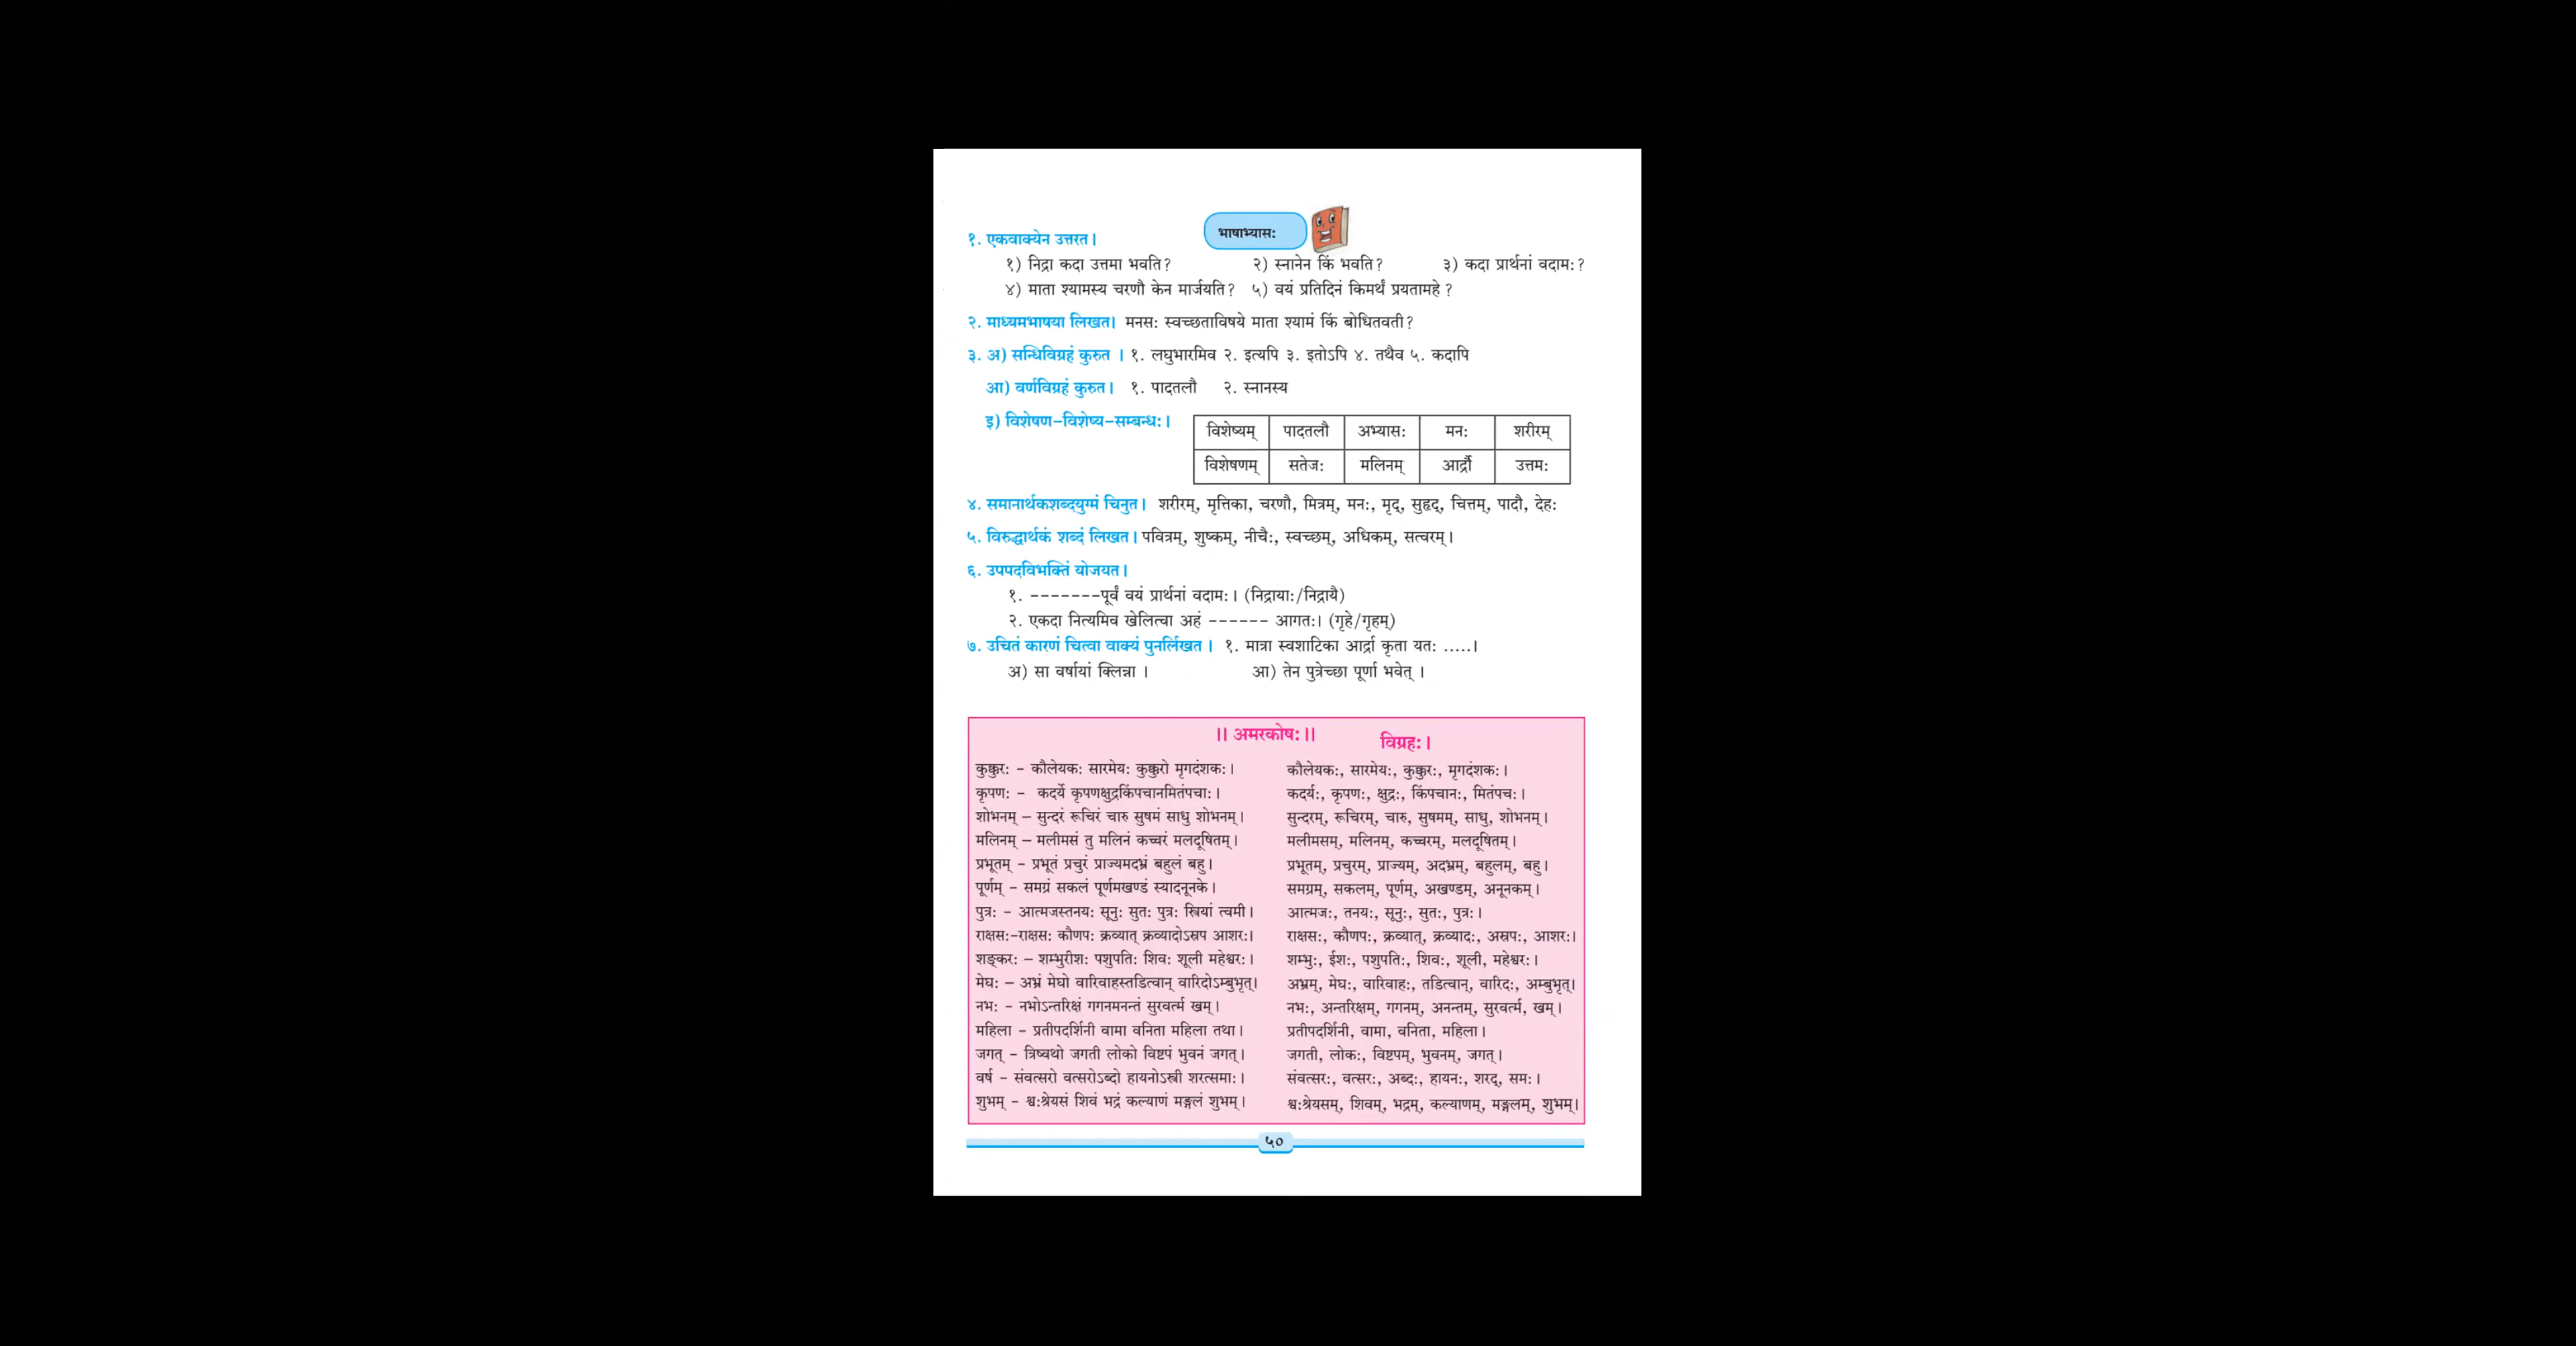 भाषाभ्यासः
१. एकवाक्येन उत्तरत।
१) निद्रा कदा उत्तमा भवति? २) स्नानेन किं भवति? ३) कदा प्रार्थनां वदामः?
४) माता श्यामस्य चरणौ केन मार्जयति? ५) वयं प्रतिदिनं किमर्थं प्रयतामहे ?
२. माध्यमभाषया लिखत। मनसः स्वच्छताविषये माता श्यामं किं बोधितवती?
३. अ) सन्धिविग्रहं कुरुत । १. लघुभारमिव २. इत्यपि ३. इतोऽपि ४. तथैव ५. कदापि
आ) वर्णविग्रहं कुरुत। १. पादतलौ २. स्नानस्य
इ) विशेषण-विशेष्य-सम्बन्धः।
विशेष्यम् पादतलौ अभ्यासः मनः शरीरम्
विशेषणम् सतेजः मलिनम् आर्द्रौ उत्तमः
४. समानार्थकशब्दयुग्मं चिनुत। शरीरम्, मृत्तिका, चरणौ, मित्रम्, मनः, मृद्, सुहृद्, चित्तम्, पादौ, देहः
५. विरुद्धार्थकं शब्दं लिखत। पवित्रम्, शुष्कम्, नीचैः, स्वच्छम्, अधिकम्, सत्वरम्।
६. उपपदविभक्तिं योजयत।
१. -------पूर्वं वयं प्रार्थनां वदामः। (निद्रायाः/निद्रायै)
२. एकदा नित्यमिव खेलित्वा अहं ------ आगतः। (गृहे/गृहम्)
७. उचितं कारणं चित्वा वाक्यं पुनर्लिखत । १. मात्रा स्वशाटिका आर्द्रा कृता यतः .....।
अ) सा वर्षायां क्लिन्ना । आ) तेन पुत्रेच्छा पूर्णा भवेत् ।
।। अमरकोषः।। विग्रहः।
कुक्कुरः - कौलेयकः सारमेयः कुक्कुरो मृगदंशकः। कौलेयकः, सारमेयः, कुक्कुरः, मृगदंशकः।
कृपणः - कदर्ये कृपणक्षुद्रकिंपचानमितंपचाः। कदर्यः, कृपणः, क्षुद्रः, किंपचानः, मितंपचः।
शोभनम् – सुन्दरं रूचिरं चारु सुषमं साधु शोभनम्। सुन्दरम्, रूचिरम्, चारु, सुषमम्, साधु, शोभनम्।
मलिनम् – मलीमसं तु मलिनं कच्चरं मलदूषितम्। मलीमसम्, मलिनम्, कच्चरम्, मलदूषितम्।
प्रभूतम् - प्रभूतं प्रचुरं प्राज्यमदभ्रं बहुलं बहु। प्रभूतम्, प्रचुरम्, प्राज्यम्, अदभ्रम्, बहुलम्, बहु।
पूर्णम् - समग्रं सकलं पूर्णमखण्डं स्यादनूनके। समग्रम्, सकलम्, पूर्णम्, अखण्डम्, अनूनकम्।
पुत्रः - आत्मजस्तनयः सूनुः सुतः पुत्रः स्त्रियां त्वमी। आत्मजः, तनयः, सूनुः, सुतः, पुत्रः।
राक्षसः-राक्षसः कौणपः क्रव्यात् क्रव्यादोऽस्रप आशरः। राक्षसः, कौणपः, क्रव्यात्, क्रव्यादः, अस्रपः, आशरः।
शङ्करः – शम्भुरीशः पशुपतिः शिवः शूली महेश्वरः। शम्भुः, ईशः, पशुपतिः, शिवः, शूली, महेश्वरः।
मेघः – अभ्रं मेघो वारिवाहस्तडित्वान् वारिदोऽम्बुभृत्। अभ्रम्, मेघः, वारिवाहः, तडित्वान्, वारिदः, अम्बुभृत्।
नभः - नभोऽन्तरिक्षं गगनमनन्तं सुरवर्त्म खम्। नभः, अन्तरिक्षम्, गगनम्, अनन्तम्, सुरवर्त्म, खम्।
महिला - प्रतीपदर्शिनी वामा वनिता महिला तथा। प्रतीपदर्शिनी, वामा, वनिता, महिला।
जगत् - त्रिष्वथो जगती लोको विष्टपं भुवनं जगत्। जगती, लोकः, विष्टपम्, भुवनम्, जगत्।
वर्ष - संवत्सरो वत्सरोऽब्दो हायनोऽस्त्री शरत्समाः। संवत्सरः, वत्सरः, अब्दः, हायनः, शरद्, समः।
शुभम् - श्वःश्रेयसं शिवं भद्रं कल्याणं मङ्गलं शुभम्। श्वःश्रेयसम्, शिवम्, भद्रम्, कल्याणम्, मङ्गलम्, शुभम्।
५०